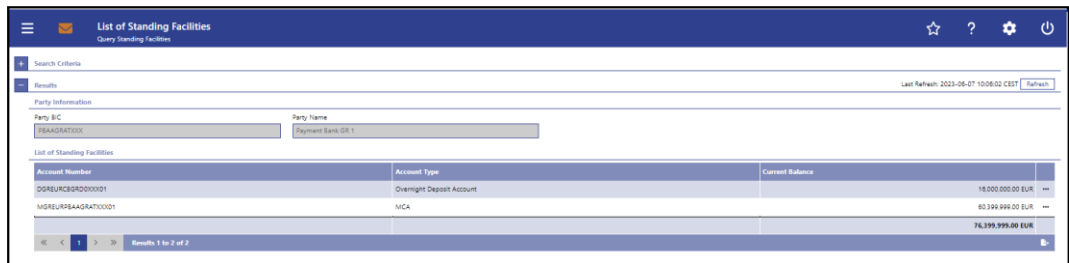 List of Standing Facilities
Query Standing Facilities
+ Search Criteria
− Results Last Refresh: 2023-06-07 10:06:02 CEST Refresh
Party Information
Party BIC Party Name
PBAAGRATXXX Payment Bank GR 1
List of Standing Facilities
Account Number Account Type Current Balance
DGREURCBGRD0XXX01 Overnight Deposit Account 16,000,000.00 EUR ...
MGREURPBAAGRATXXX01 MCA 60,399,999.00 EUR ...
76,399,999.00 EUR
« < 1 > » Results 1 to 2 of 2